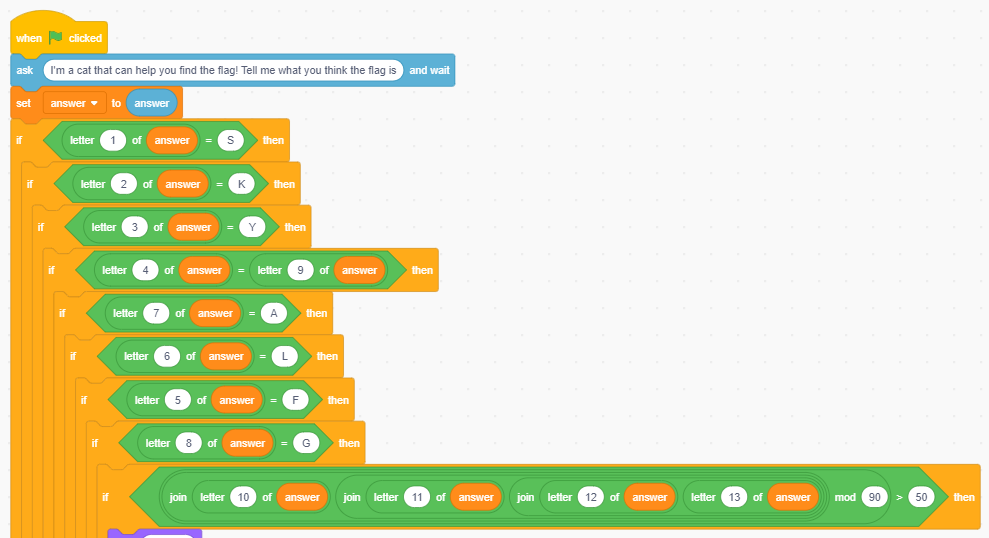 when clicked
ask I'm a cat that can help you find the flag! Tell me what you think the flag is and wait
set answer to answer
if letter 1 of answer = S then
if letter 2 of answer = K then
if letter 3 of answer = Y then
if letter 4 of answer = letter 9 of answer then
if letter 7 of answer = A then
if letter 6 of answer = L then
if letter 5 of answer = F then
if letter 8 of answer = G then
if join letter 10 of answer join letter 11 of answer join letter 12 of answer letter 13 of answer mod 90 > 50 then